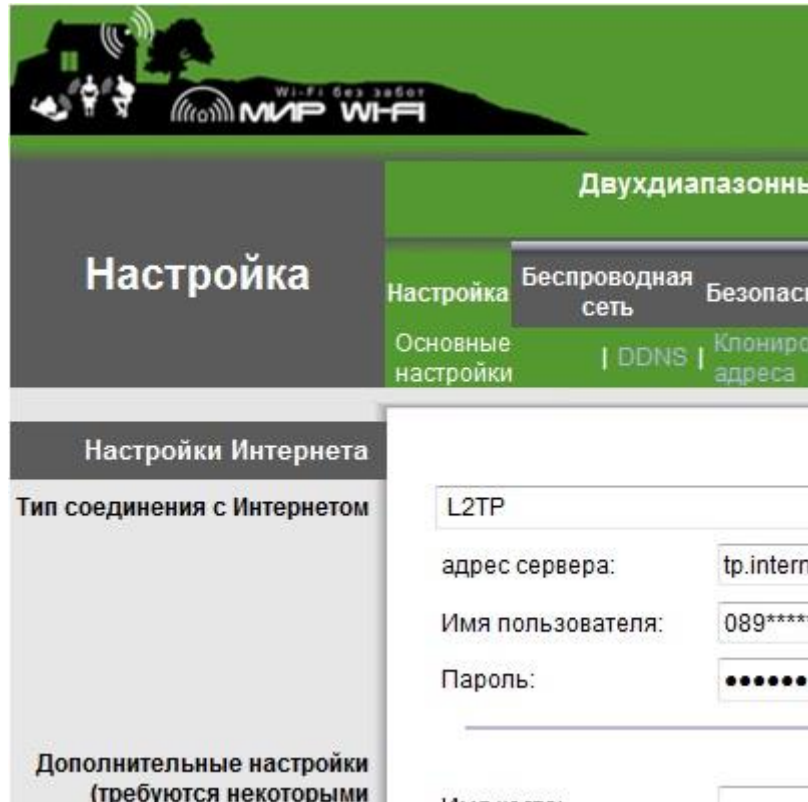 Wi-Fi без забот
МИР WI-FI
Двухдиапазонны
Настройка
Настройка
Беспроводная сеть
Безопасн
Основные настройки
| DDNS |
Клониро
адреса
Настройки Интернета
Тип соединения с Интернетом
L2TP
адрес сервера:
tp.intern
Имя пользователя:
089****
Пароль:
••••••
Дополнительные настройки
(требуются некоторыми